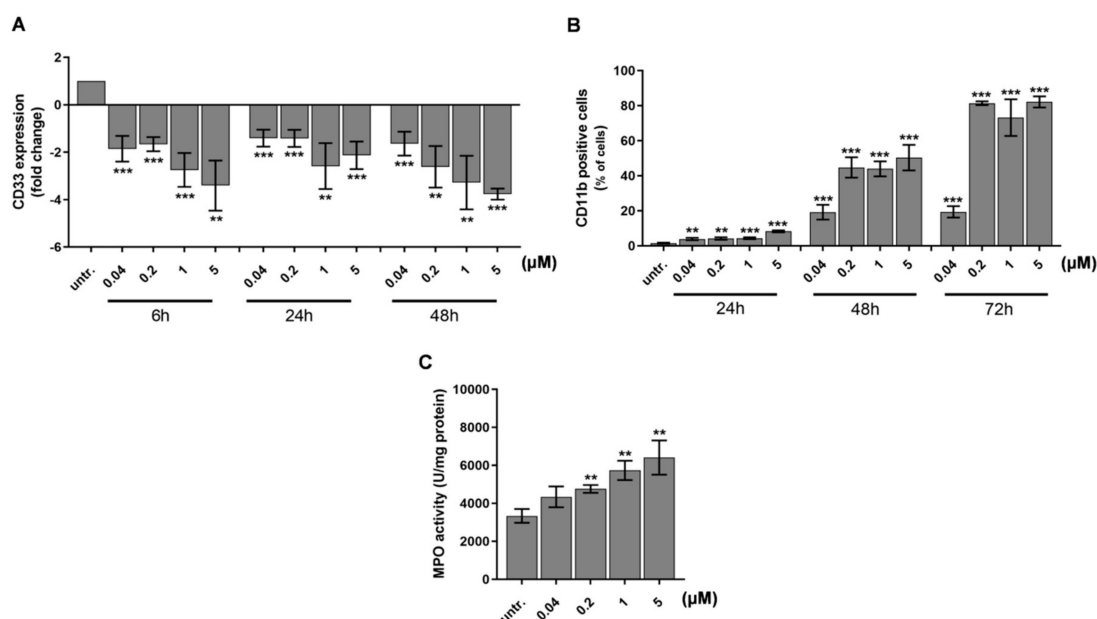 A
CD33 expression
(fold change)
2
0
-2
-4
-6
*** *** *** ** *** *** ** *** *** ** ** ***
untr. 0.04 0.2 1 5 0.04 0.2 1 5 0.04 0.2 1 5 (µM)
6h 24h 48h
B
CD11b positive cells
(% of cells)
100
80
60
40
20
0
** ** *** *** *** *** *** *** *** *** *** ***
untr. 0.04 0.2 1 5 0.04 0.2 1 5 0.04 0.2 1 5 (µM)
24h 48h 72h
C
MPO activity (U/mg protein)
10000
8000
6000
4000
2000
0
** ** **
untr. 0.04 0.2 1 5 (µM)